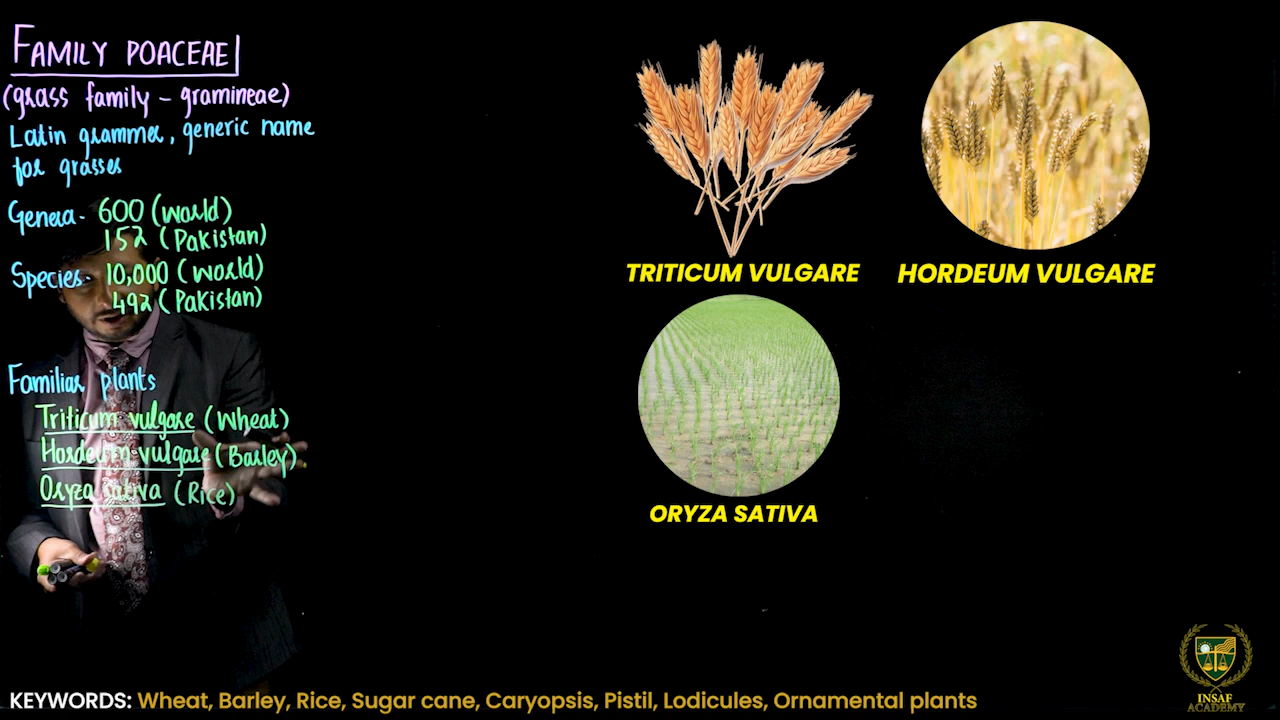 FAMILY POACEAE
(grass family - gramineae)
Latin grammer, generic name
for grasses
Genera- 600 (world)
152 (Pakistan)
Species- 10,000 (world)
492 (Pakistan)
Familiar plants
Triticum vulgare (Wheat)
Hordeum vulgare (Barley)
Oryza sativa (Rice)
TRITICUM VULGARE
HORDEUM VULGARE
ORYZA SATIVA
INSAF
ACADEMY
KEYWORDS: Wheat, Barley, Rice, Sugar cane, Caryopsis, Pistil, Lodicules, Ornamental plants